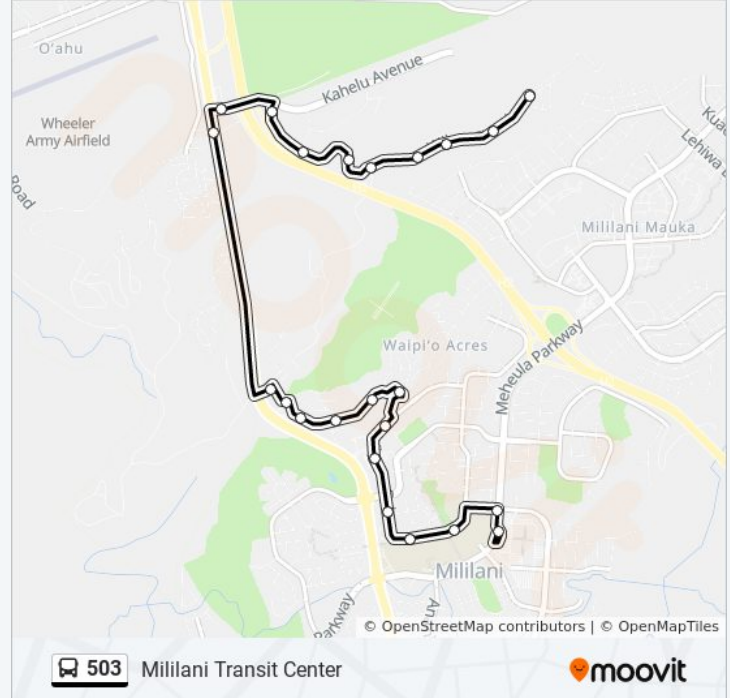 O'ahu
Kahelu Avenue
Wheeler
Army Airfield
Road
Lehiwa
Mililani Mauka
Waipi'o Acres
Meheula Parkway
Mililani
Parkway
© OpenStreetMap contributors | © OpenMapTiles
503 Mililani Transit Center
moovit